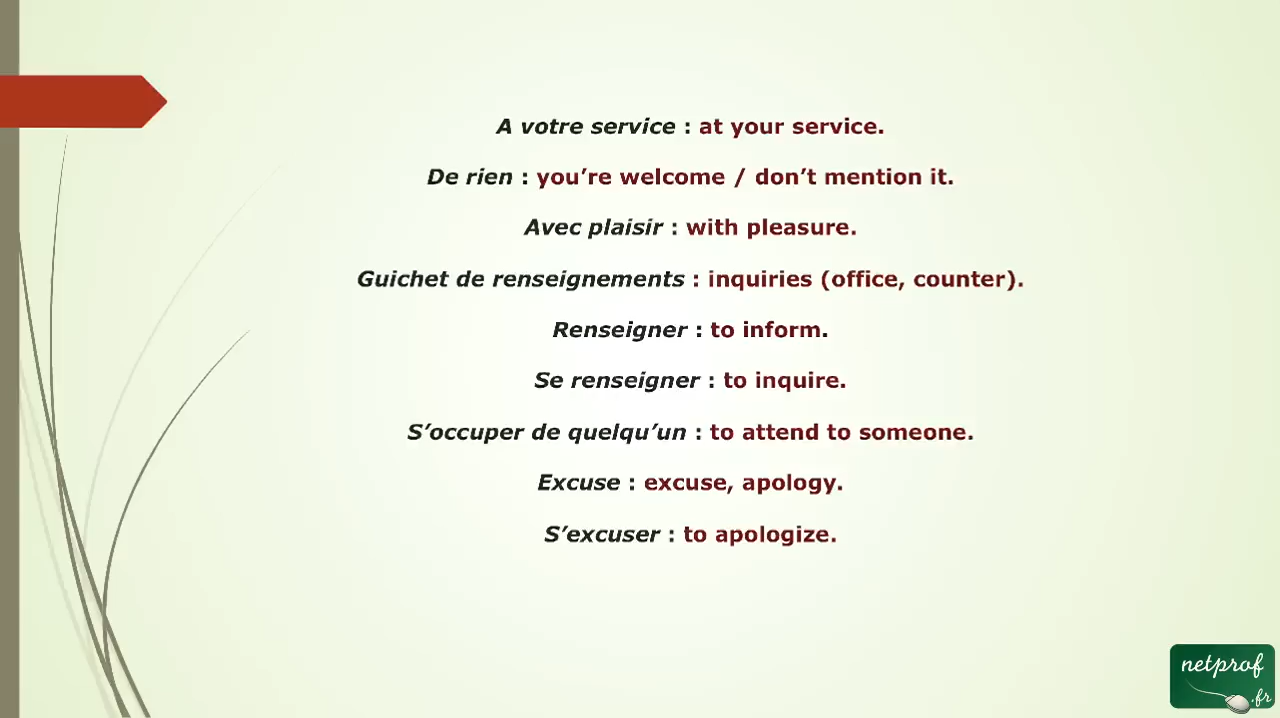 A votre service : at your service.
De rien : you’re welcome / don’t mention it.
Avec plaisir : with pleasure.
Guichet de renseignements : inquiries (office, counter).
Renseigner : to inform.
Se renseigner : to inquire.
S’occuper de quelqu’un : to attend to someone.
Excuse : excuse, apology.
S’excuser : to apologize.
netprof
.fr